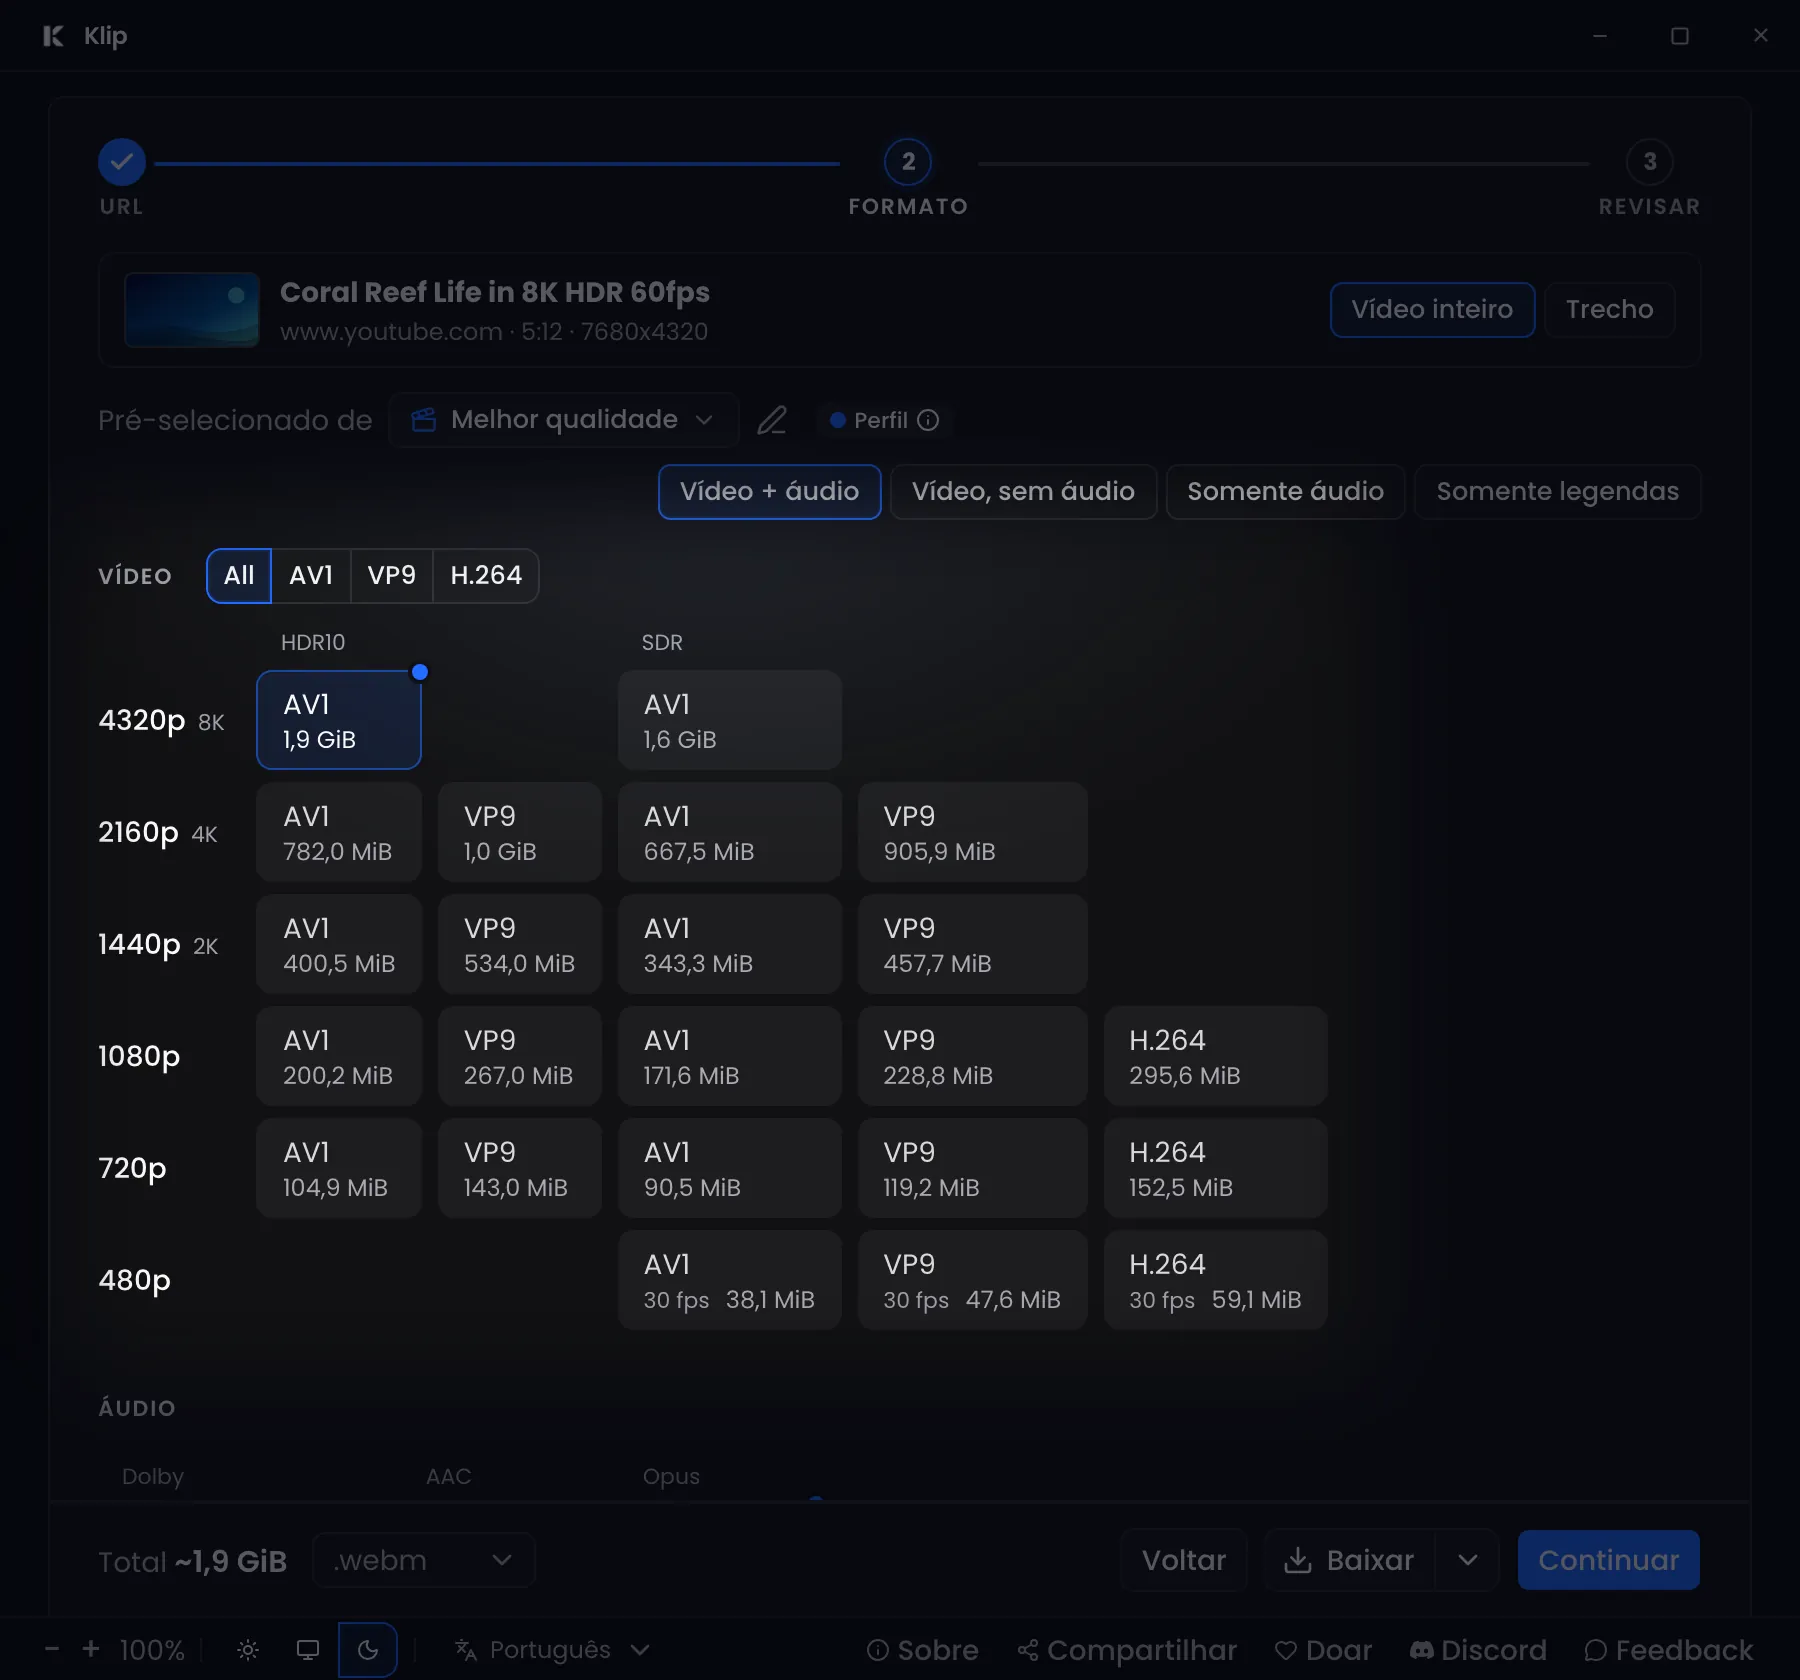 Klip
2
3
URL
FORMATO
REVISAR
Coral Reef Life in 8K HDR 60fps
www.youtube.com · 5:12 · 7680x4320
Vídeo inteiro
Trecho
Pré-selecionado de
Melhor qualidade
Perfil
Vídeo + áudio
Vídeo, sem áudio
Somente áudio
Somente legendas
VÍDEO
All
AV1
VP9
H.264
HDR10
SDR
4320p 8K
AV1
1,9 GiB
AV1
1,6 GiB
2160p 4K
AV1
782,0 MiB
VP9
1,0 GiB
AV1
667,5 MiB
VP9
905,9 MiB
1440p 2K
AV1
400,5 MiB
VP9
534,0 MiB
AV1
343,3 MiB
VP9
457,7 MiB
1080p
AV1
200,2 MiB
VP9
267,0 MiB
AV1
171,6 MiB
VP9
228,8 MiB
H.264
295,6 MiB
720p
AV1
104,9 MiB
VP9
143,0 MiB
AV1
90,5 MiB
VP9
119,2 MiB
H.264
152,5 MiB
480p
AV1
30 fps 38,1 MiB
VP9
30 fps 47,6 MiB
H.264
30 fps 59,1 MiB
ÁUDIO
Dolby
AAC
Opus
Total ~1,9 GiB
.webm
Voltar
Baixar
Continuar
− + 100%
Português
Sobre
Compartilhar
Doar
Discord
Feedback